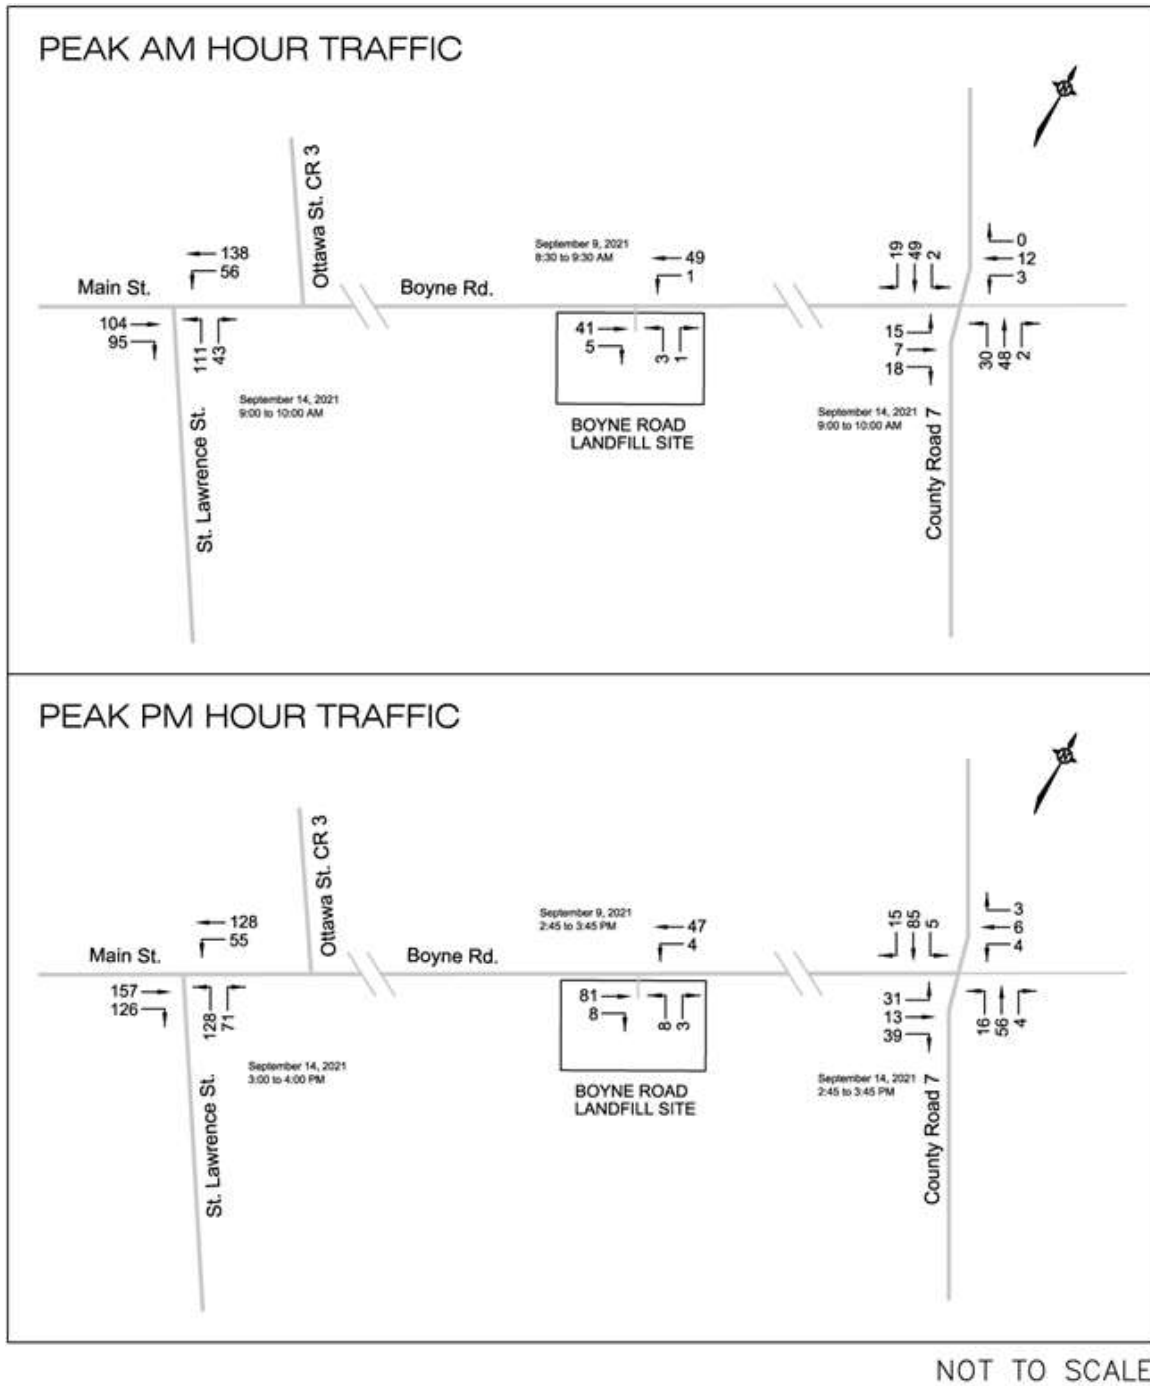 PEAK AM HOUR TRAFFIC
Ottawa St. CR 3
138
56
Main St.
104
95
111
43
September 14, 2021
9:00 to 10:00 AM
St. Lawrence St.
Boyne Rd.
September 9, 2021
8:30 to 9:30 AM
49
1
41
5
3
1
BOYNE ROAD
LANDFILL SITE
19
49
2
0
12
3
15
7
18
30
48
2
September 14, 2021
9:00 to 10:00 AM
County Road 7
PEAK PM HOUR TRAFFIC
Ottawa St. CR 3
128
55
Main St.
157
126
128
71
September 14, 2021
3:00 to 4:00 PM
St. Lawrence St.
Boyne Rd.
September 9, 2021
2:45 to 3:45 PM
47
4
81
8
8
3
BOYNE ROAD
LANDFILL SITE
15
85
5
3
6
4
31
13
39
16
56
4
September 14, 2021
2:45 to 3:45 PM
County Road 7
NOT TO SCALE